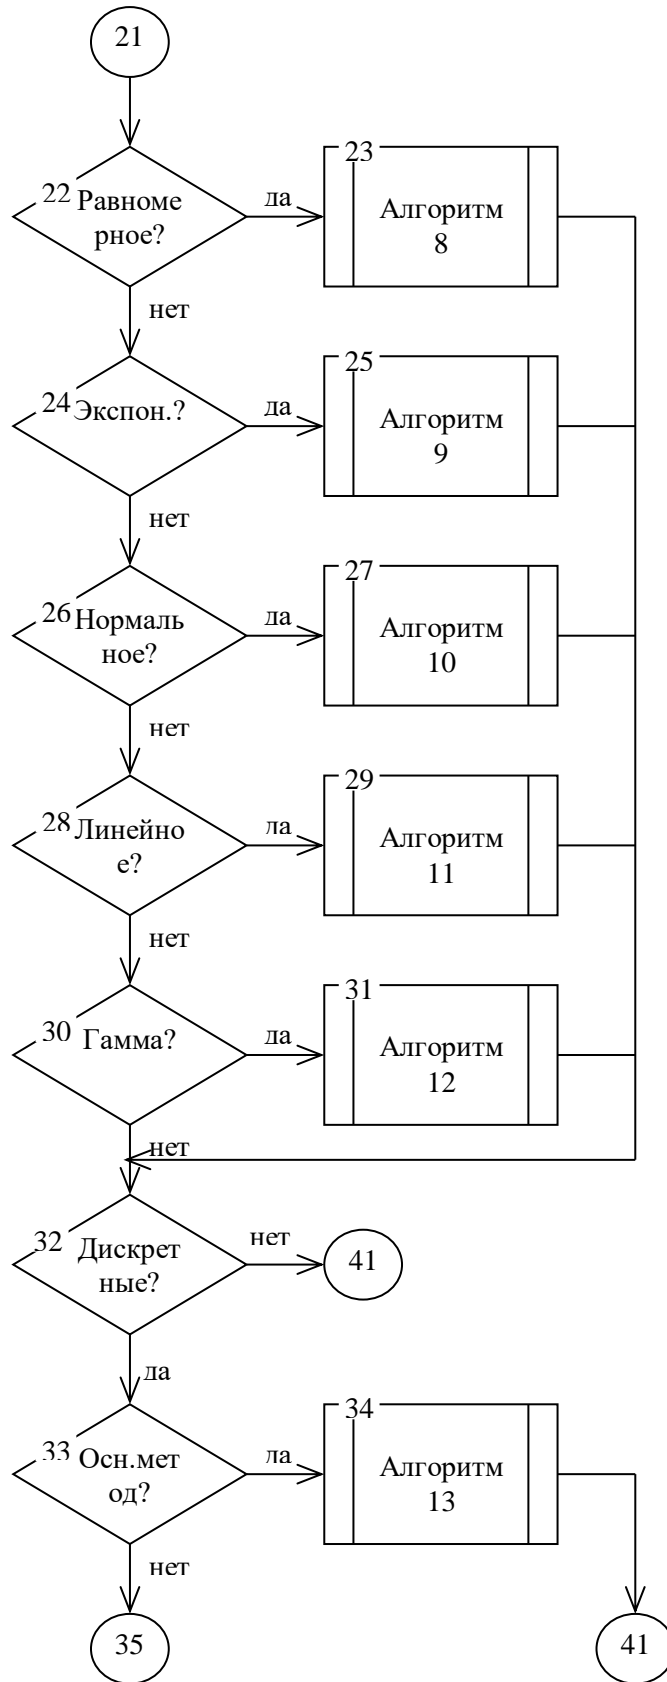 21
22
Равноме
рное?
да
23
Алгоритм
8
нет
24
Экспон.?
да
25
Алгоритм
9
нет
26
Нормаль
ное?
да
27
Алгоритм
10
нет
28
Линейно
е?
да
29
Алгоритм
11
нет
30
Гамма?
да
31
Алгоритм
12
нет
32
Дискрет
ные?
нет
41
да
33
Осн.мет
од?
да
34
Алгоритм
13
нет
35
41